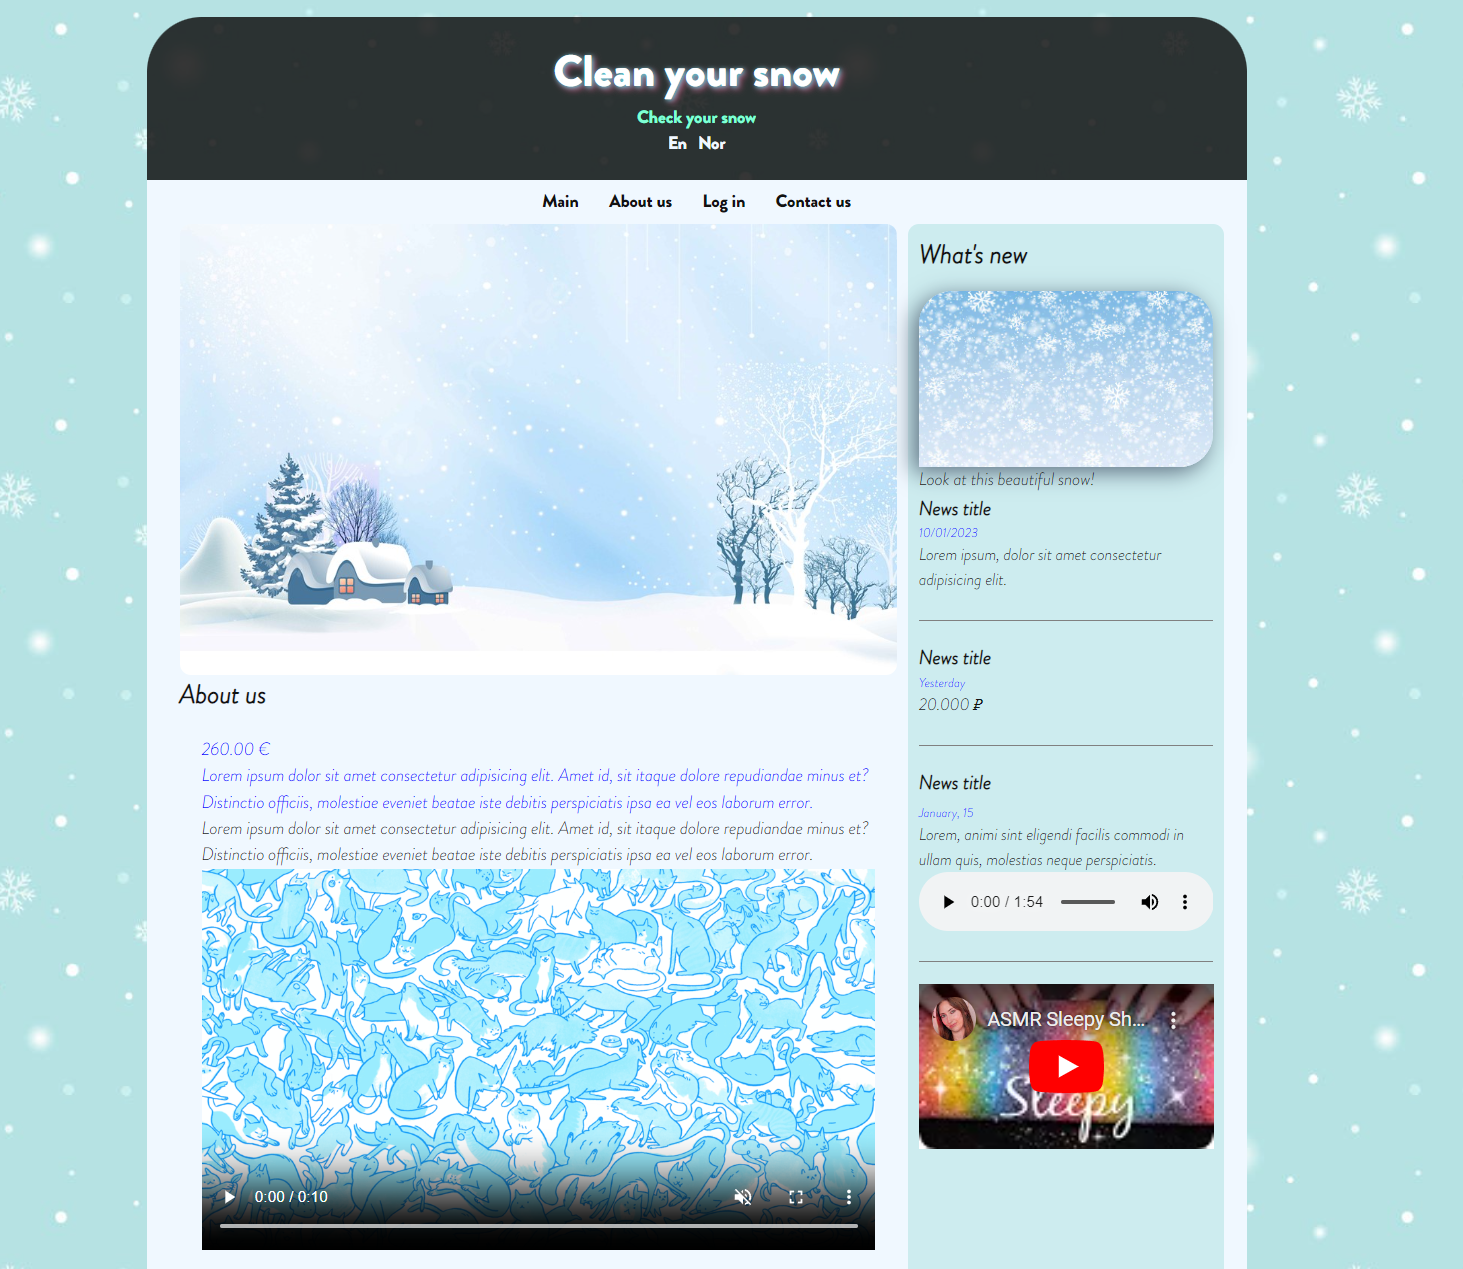 Clean your snow
Check your snow
En Nor
Main About us Log in Contact us
About us
260.00 €
Lorem ipsum dolor sit amet consectetur adipisicing elit. Amet id, sit itaque dolore repudiandae minus et?
Distinctio officiis, molestiae eveniet beatae iste debitis perspiciatis ipsa ea vel eos laborum error.
Lorem ipsum dolor sit amet consectetur adipisicing elit. Amet id, sit itaque dolore repudiandae minus et?
Distinctio officiis, molestiae eveniet beatae iste debitis perspiciatis ipsa ea vel eos laborum error.
0:00 / 0:10
What's new
Look at this beautiful snow!
News title
10/01/2023
Lorem ipsum, dolor sit amet consectetur
adipisicing elit.
News title
Yesterday
20.000 ₽
News title
January, 15
Lorem, animi sint eligendi facilis commodi in
ullam quis, molestias neque perspiciatis.
0:00 / 1:54
ASMR Sleepy Sh...
Sleepy